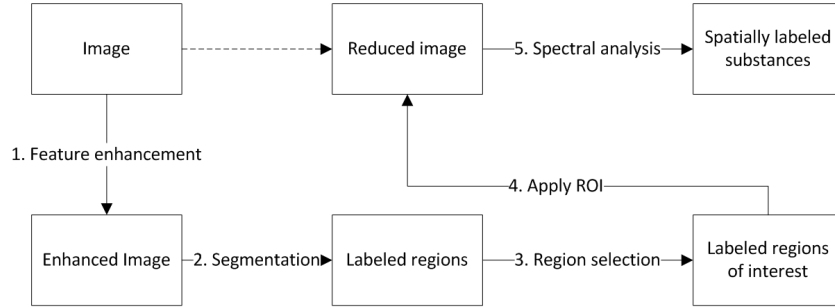 Image
Reduced image
5. Spectral analysis
Spatially labeled
substances
1. Feature enhancement
4. Apply ROI
Enhanced Image
2. Segmentation
Labeled regions
3. Region selection
Labeled regions
of interest